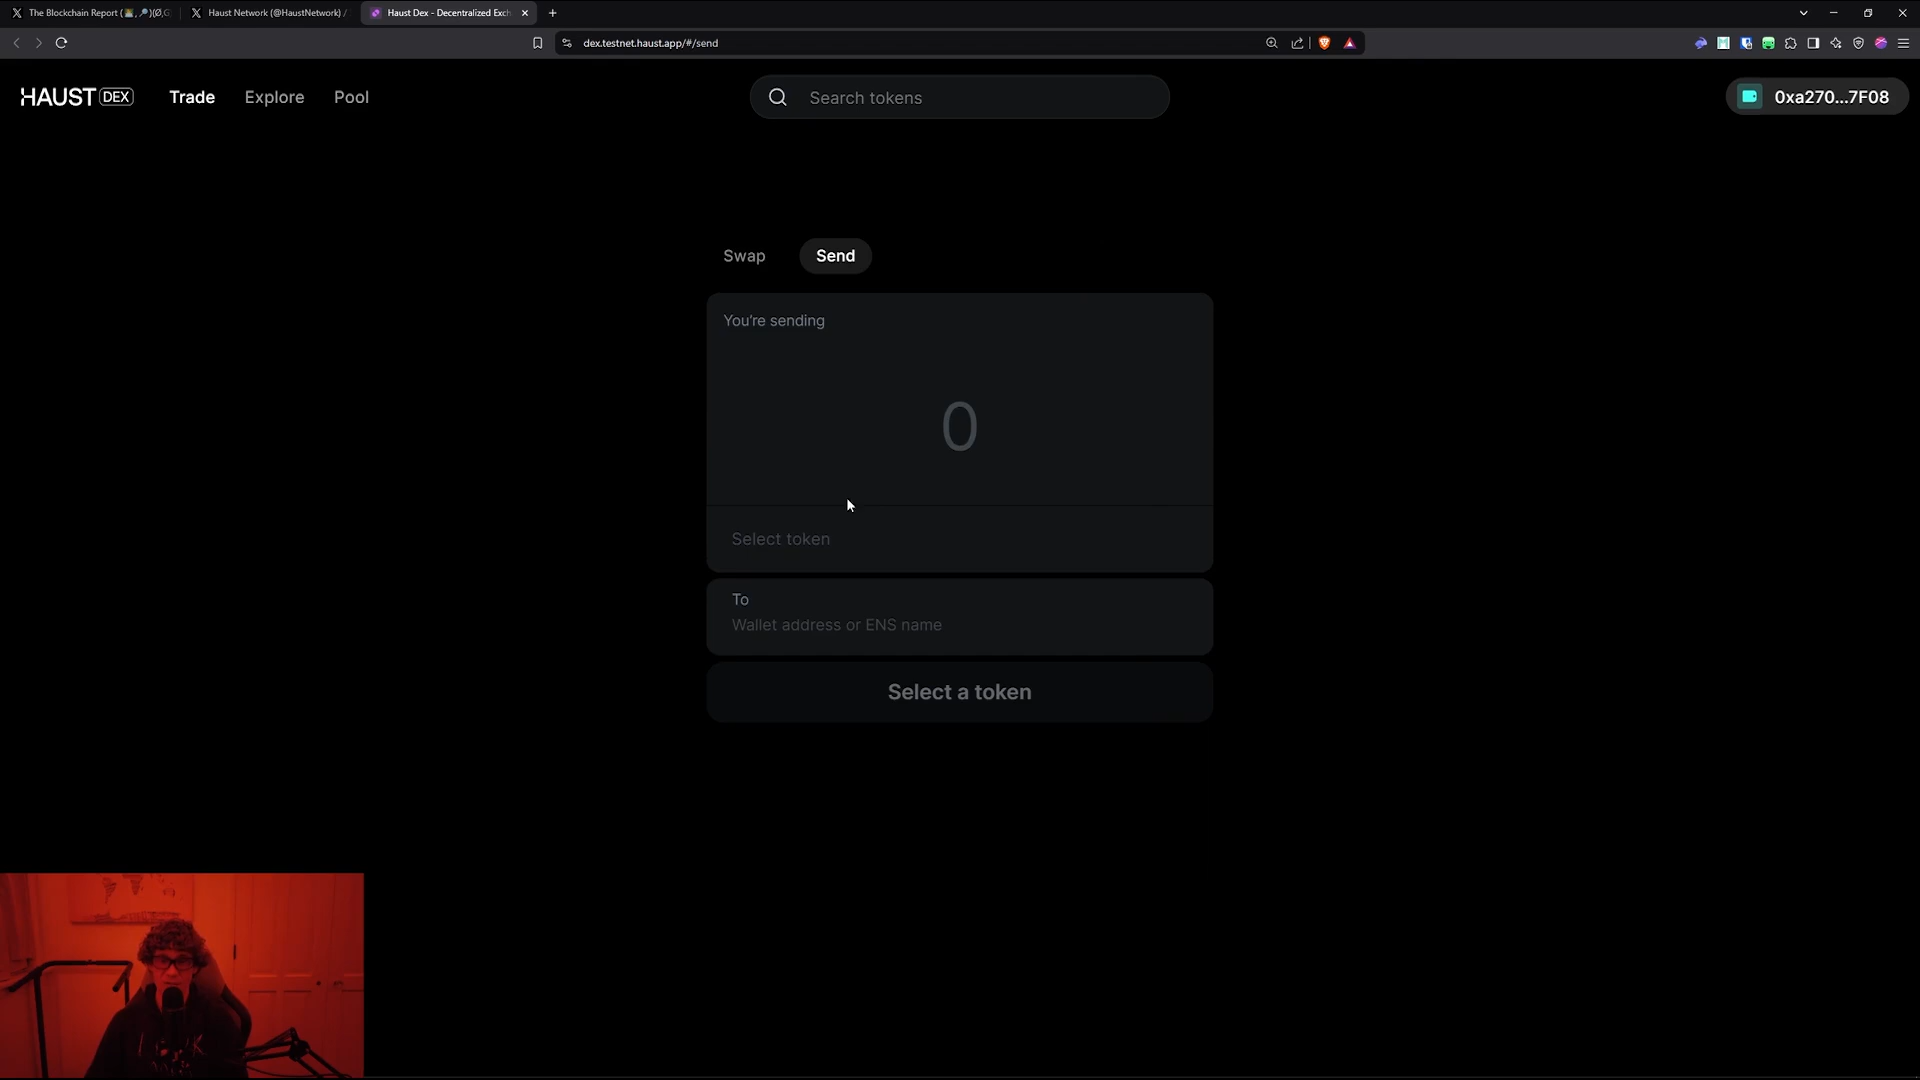 The Blockchain Report (
Haust Network (@HaustNetwork) /
Haust Dex - Decentralized Exch
dex.testnet.haust.app/#/send
HAUST DEX
Trade
Explore
Pool
Search tokens
0xa270...7F08
Swap
Send
You're sending
0
Select token
To
Wallet address or ENS name
Select a token